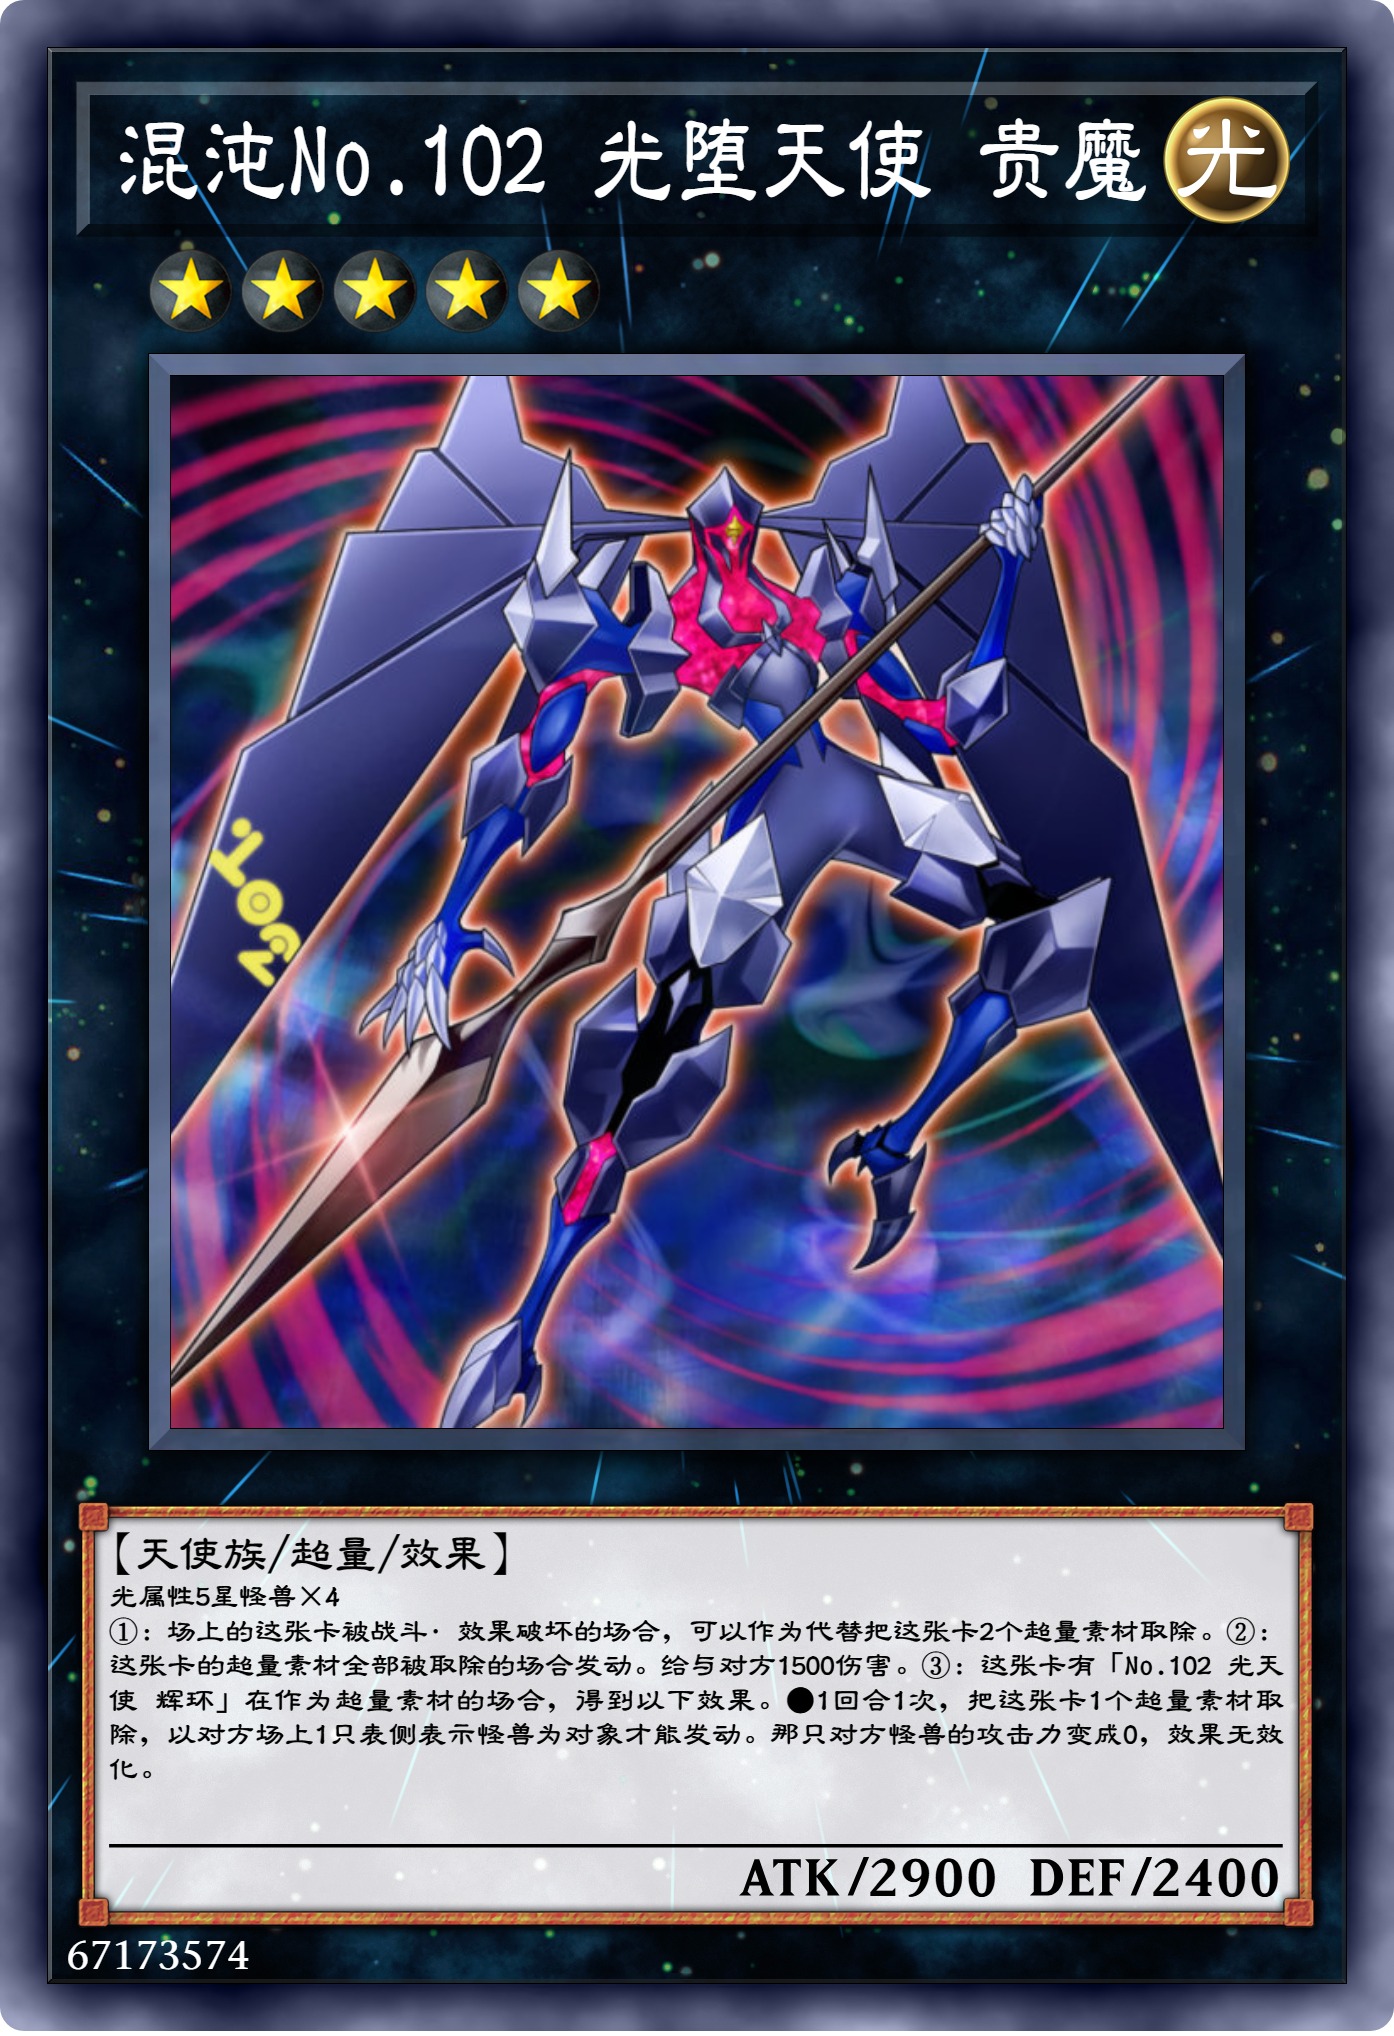 混沌No.102 光堕天使 贵魔 光
102
【天使族/超量/效果】
光属性5星怪兽×4
①：场上的这张卡被战斗·效果破坏的场合，可以作为代替把这张卡2个超量素材取除。②：
这张卡的超量素材全部被取除的场合发动。给与对方1500伤害。③：这张卡有「No.102 光天
使 辉环」在作为超量素材的场合，得到以下效果。●1回合1次，把这张卡1个超量素材取
除，以对方场上1只表侧表示怪兽为对象才能发动。那只对方怪兽的攻击力变成0，效果无效
化。
ATK/2900 DEF/2400
67173574